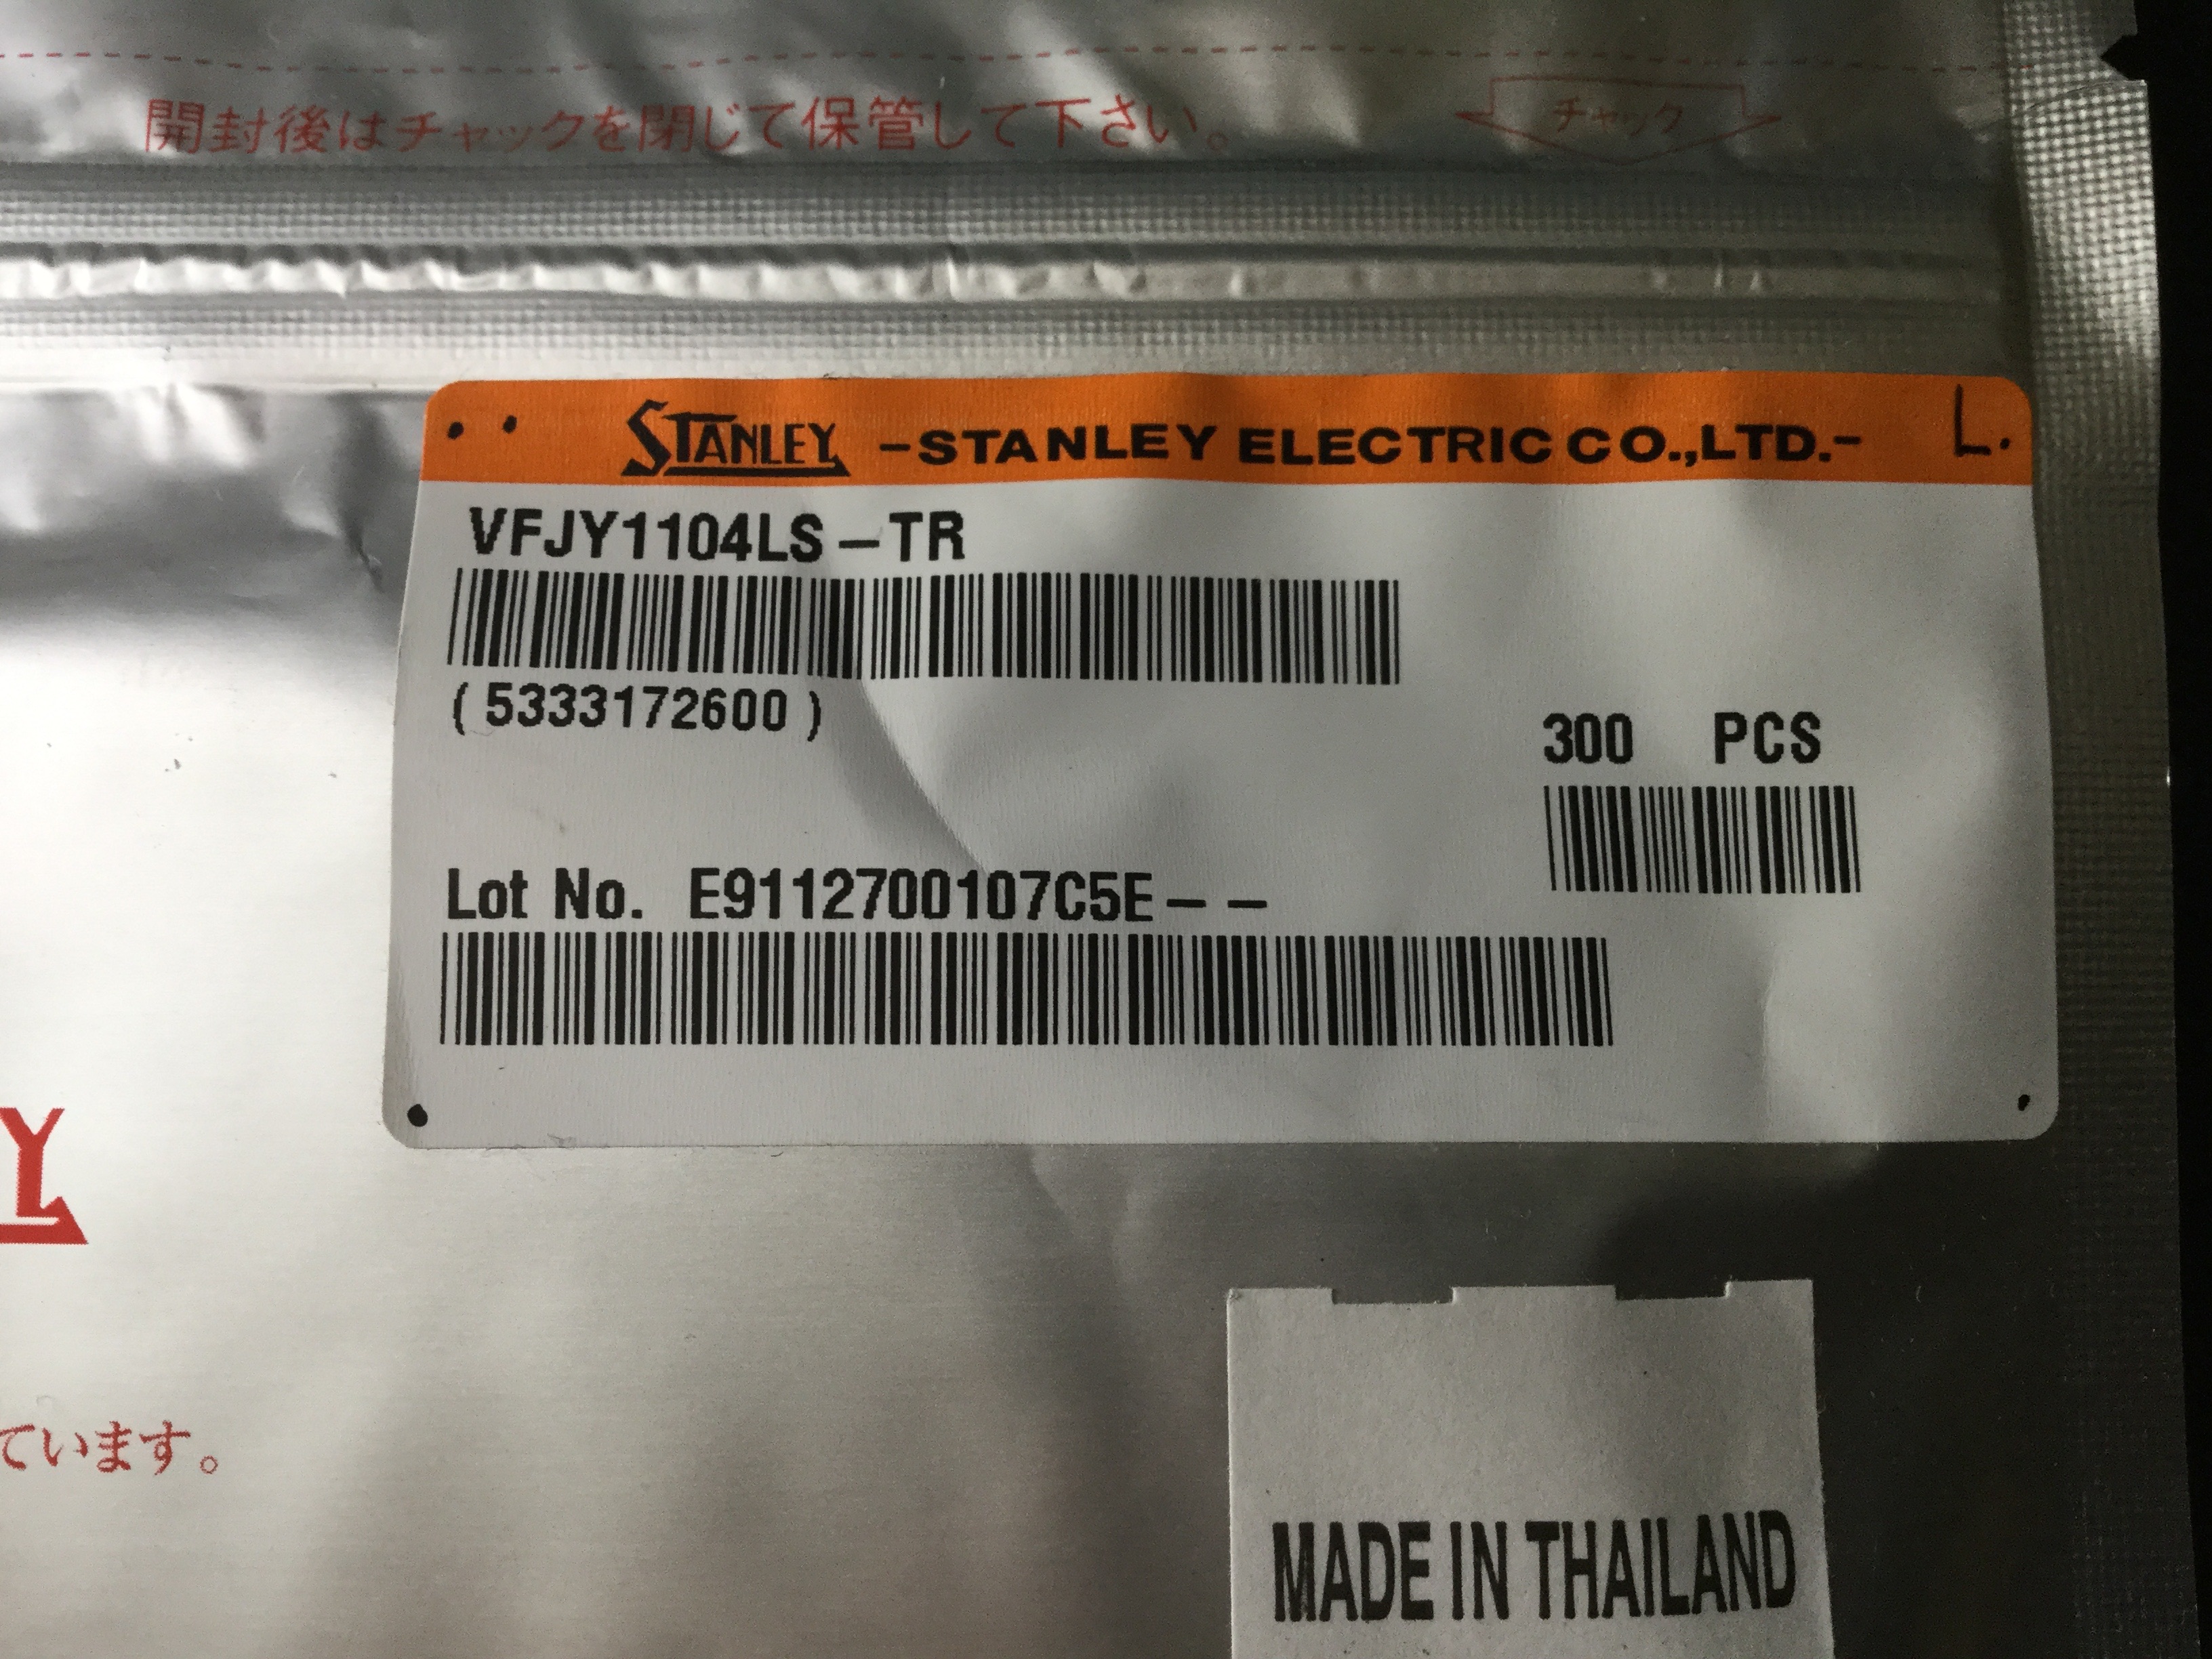 開封後はチャックを閉じて保管して下さい。
チャック
STANLEY -STANLEY ELECTRIC CO.,LTD.- L.
VFJY1104LS-TR
(5333172600)
300 PCS
Lot No. E9112700107C5E--
Y
ています。
MADE IN THAILAND